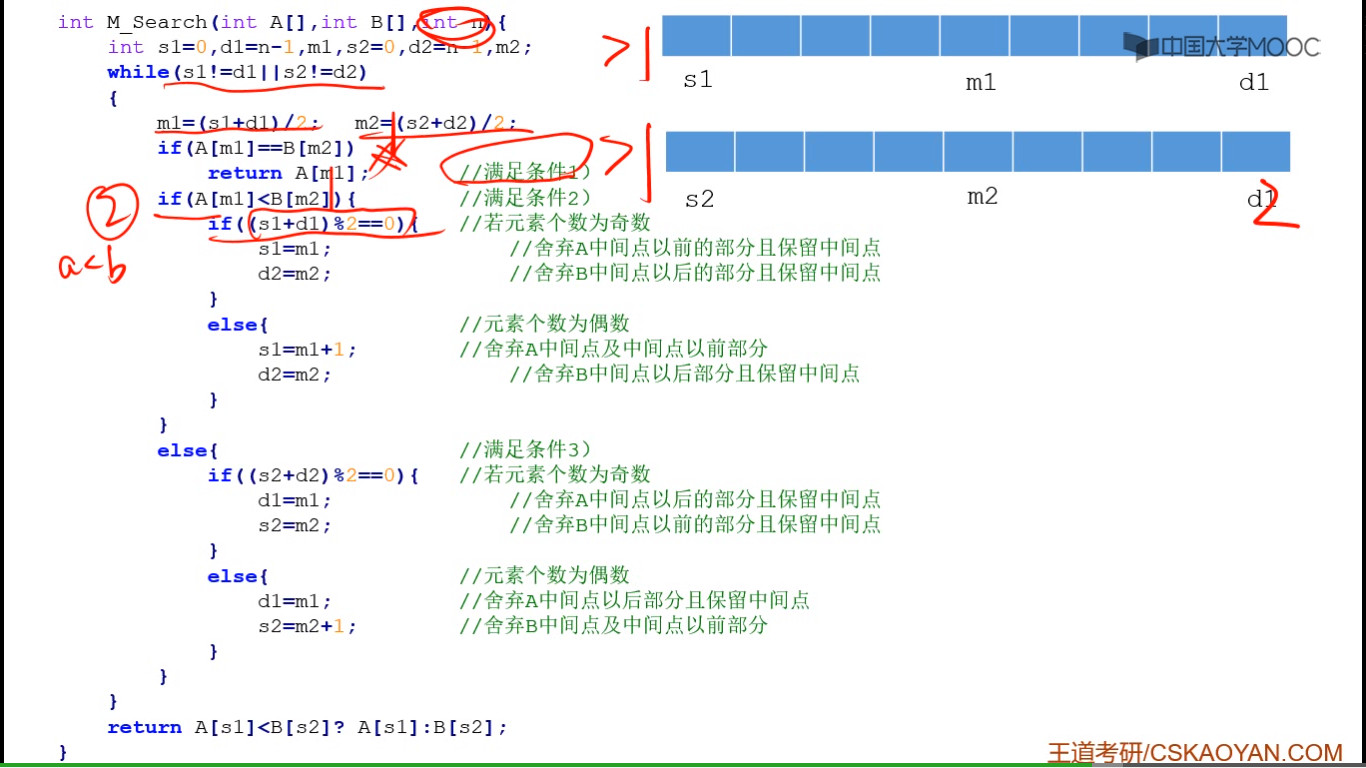 int M_Search(int A[],int B[],int n){
int s1=0,d1=n-1,m1,s2=0,d2=n-1,m2;
while(s1!=d1||s2!=d2)
{
m1=(s1+d1)/2; m2=(s2+d2)/2;
if(A[m1]==B[m2])
return A[m1]; //满足条件1)
if(A[m1]<B[m2]){ //满足条件2)
if((s1+d1)%2==0){ //若元素个数为奇数
s1=m1; //舍弃A中间点以前的部分且保留中间点
d2=m2; //舍弃B中间点以后的部分且保留中间点
}
else{ //元素个数为偶数
s1=m1+1; //舍弃A中间点及中间点以前部分
d2=m2; //舍弃B中间点以后部分且保留中间点
}
}
else{ //满足条件3)
if((s2+d2)%2==0){ //若元素个数为奇数
d1=m1; //舍弃A中间点以后的部分且保留中间点
s2=m2; //舍弃B中间点以前的部分且保留中间点
}
else{ //元素个数为偶数
d1=m1; //舍弃A中间点以后部分且保留中间点
s2=m2+1; //舍弃B中间点及中间点以前部分
}
}
}
return A[s1]<B[s2]? A[s1]:B[s2];
}
2
a<b
中国大学MOOC
s1 m1 d1
s2 m2 d1
2
王道考研/CSKAOYAN.COM